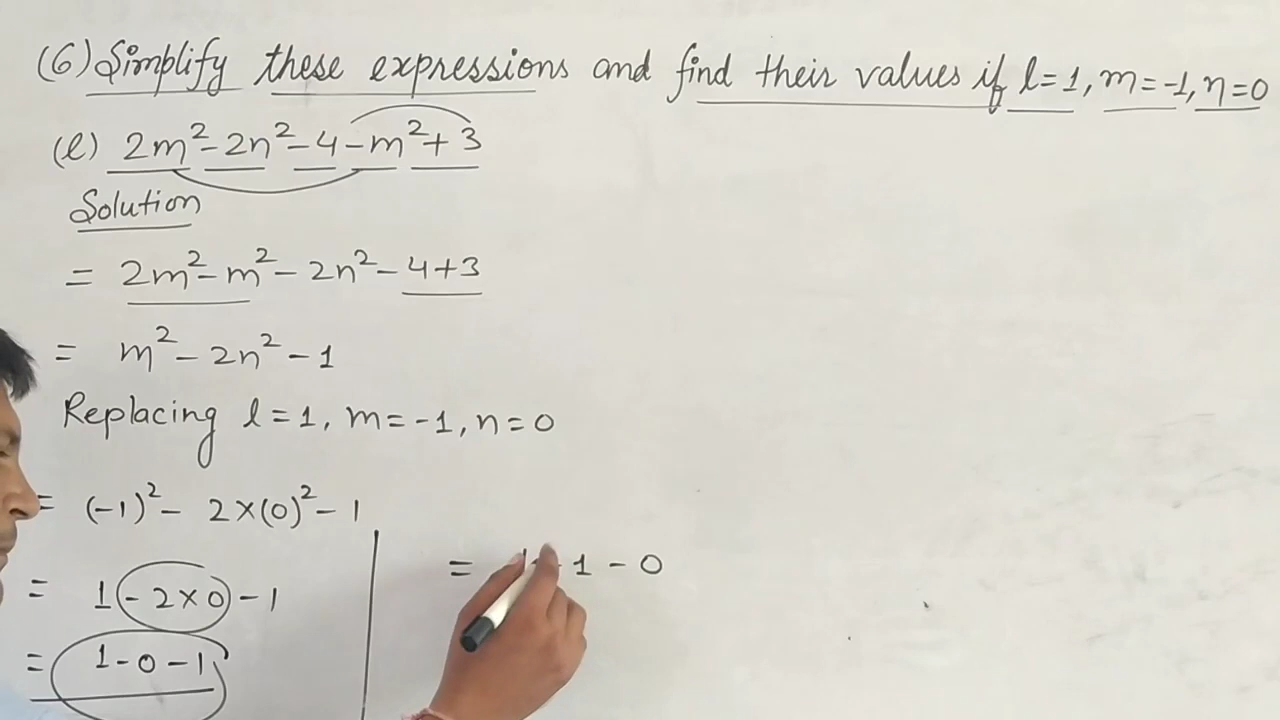 (6) Simplify these expressions and find their values if l=1, m=-1, n=0
(l) 2m²-2n²-4-m²+3
Solution
= 2m²-m²-2n²-4+3
= m²-2n²-1
Replacing l=1, m=-1, n=0
= (-1)²- 2×(0)²-1
= 1-2×0-1
= 1-0-1
= 1 - 0